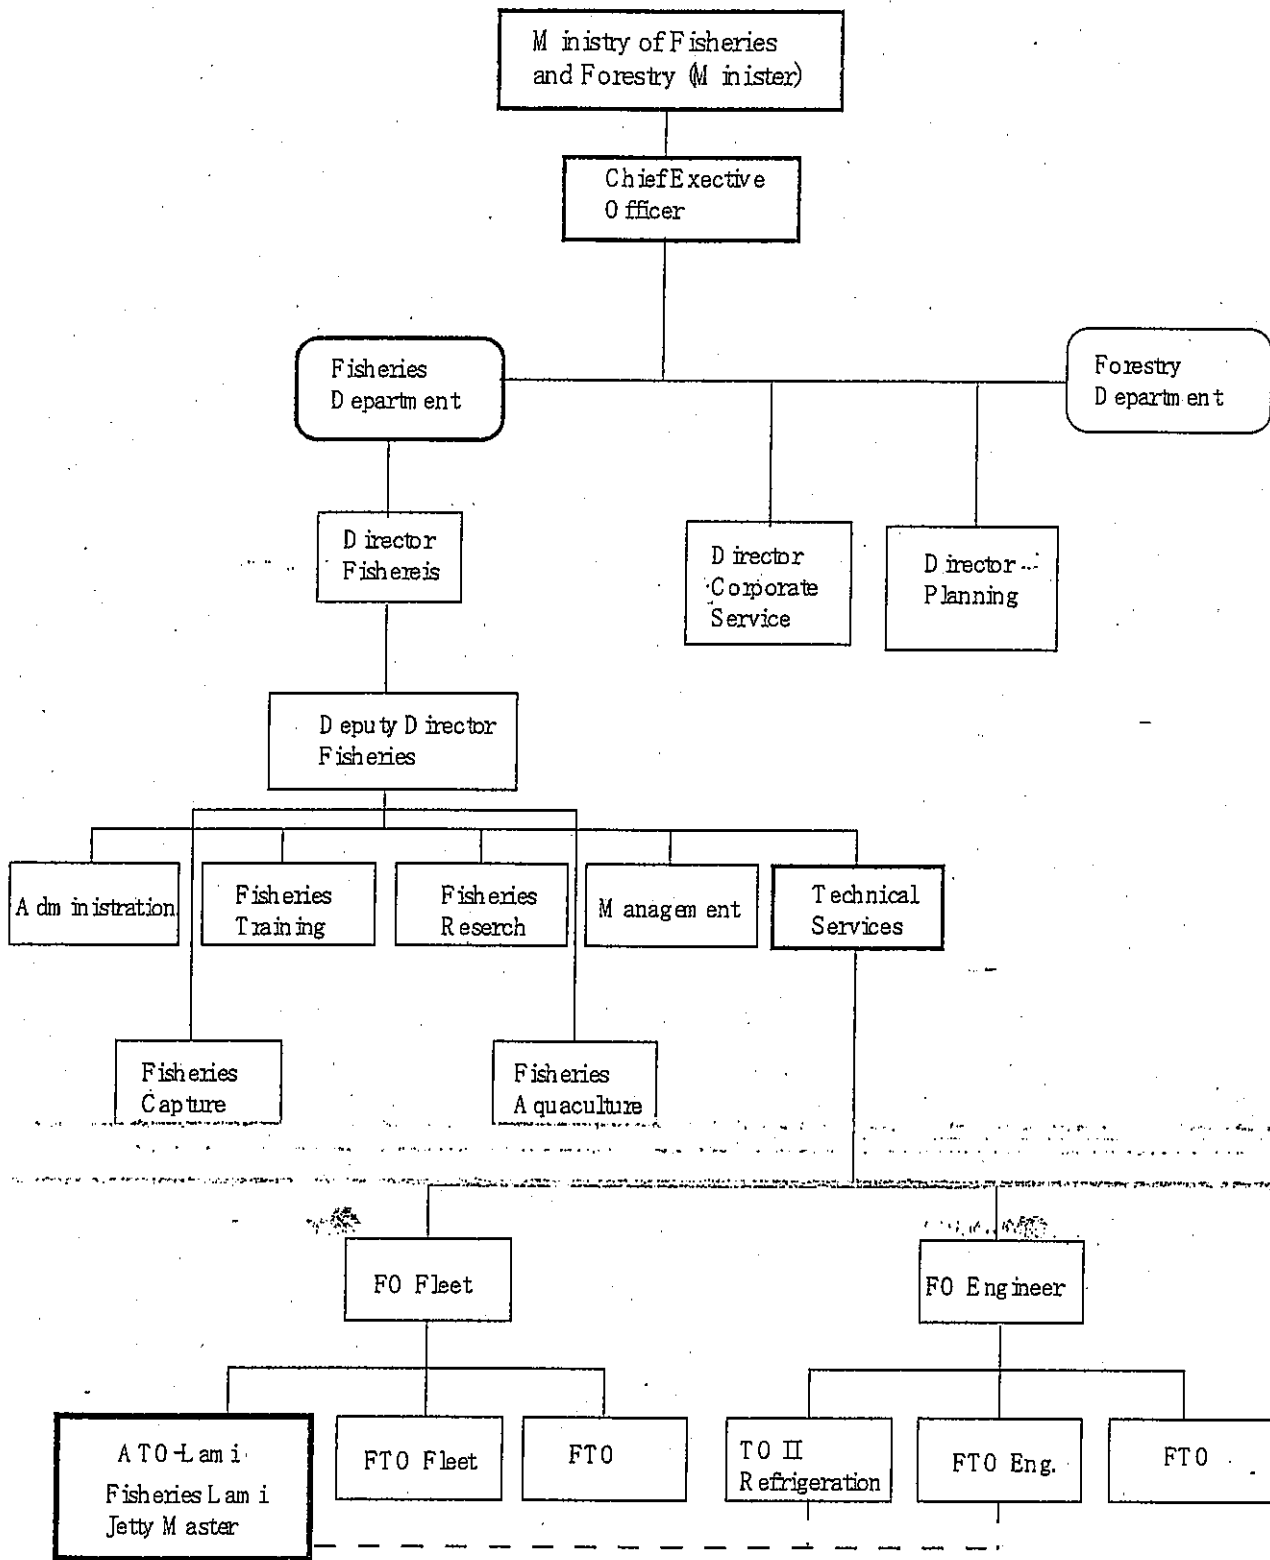 Ministry of Fisheries
and Forestry (Minister)
Chief Exective
Officer
Fisheries
Department
Forestry
Department
Director
Fishereis
Director
Corporate
Service
Director
Planning
Deputy Director
Fisheries
Administration
Fisheries
Training
Fisheries
Reserch
Management
Technical
Services
Fisheries
Capture
Fisheries
Aquaculture
FO Fleet
FO Engineer
ATO-Lami
Fisheries Lami
Jetty Master
FTO Fleet
FTO
TO II
Refrigeration
FTO Eng.
FTO